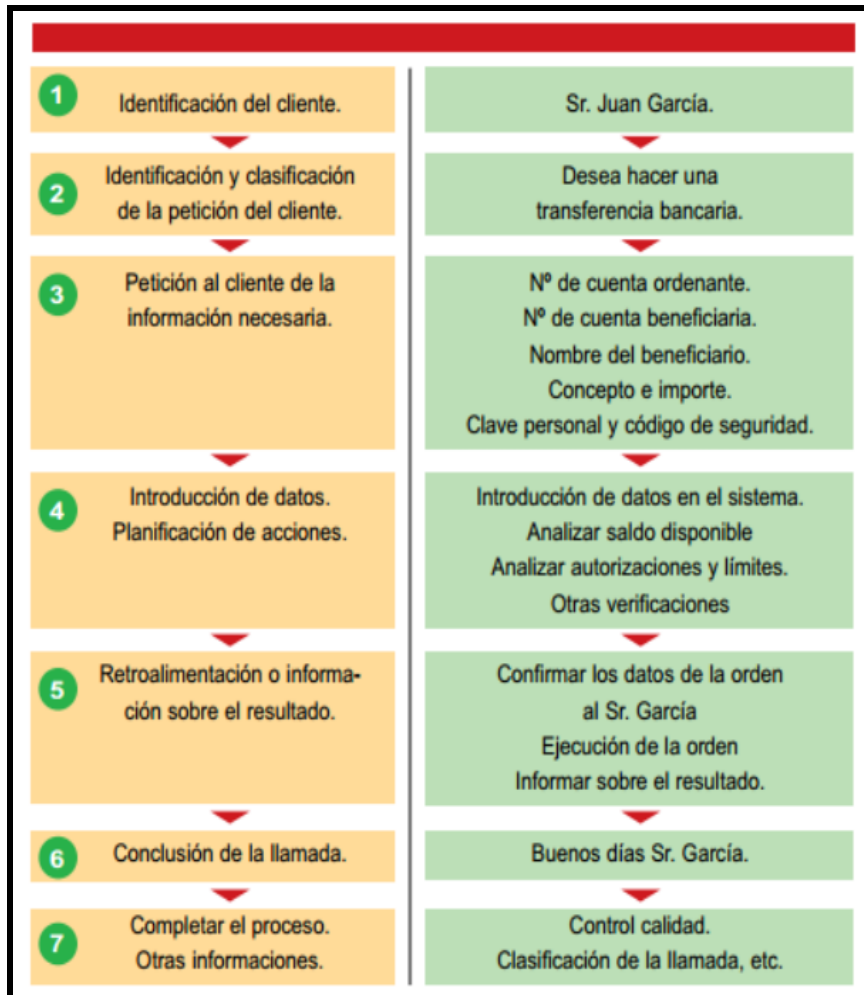 1
Identificación del cliente.
Sr. Juan García.
2
Identificación y clasificación
de la petición del cliente.
Desea hacer una
transferencia bancaria.
3
Petición al cliente de la
información necesaria.
Nº de cuenta ordenante.
Nº de cuenta beneficiaria.
Nombre del beneficiario.
Concepto e importe.
Clave personal y código de seguridad.
4
Introducción de datos.
Planificación de acciones.
Introducción de datos en el sistema.
Analizar saldo disponible
Analizar autorizaciones y límites.
Otras verificaciones
5
Retroalimentación o informa-
ción sobre el resultado.
Confirmar los datos de la orden
al Sr. García
Ejecución de la orden
Informar sobre el resultado.
6
Conclusión de la llamada.
Buenos días Sr. García.
7
Completar el proceso.
Otras informaciones.
Control calidad.
Clasificación de la llamada, etc.